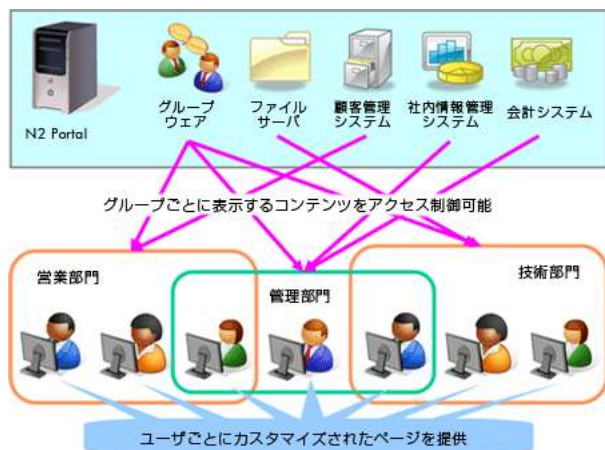 N2 Portal
グループ
ウェア
ファイル
サーバ
顧客管理
システム
社内情報管理
システム
会計システム
グループごとに表示するコンテンツをアクセス制御可能
営業部門
管理部門
技術部門
ユーザごとにカスタマイズされたページを提供